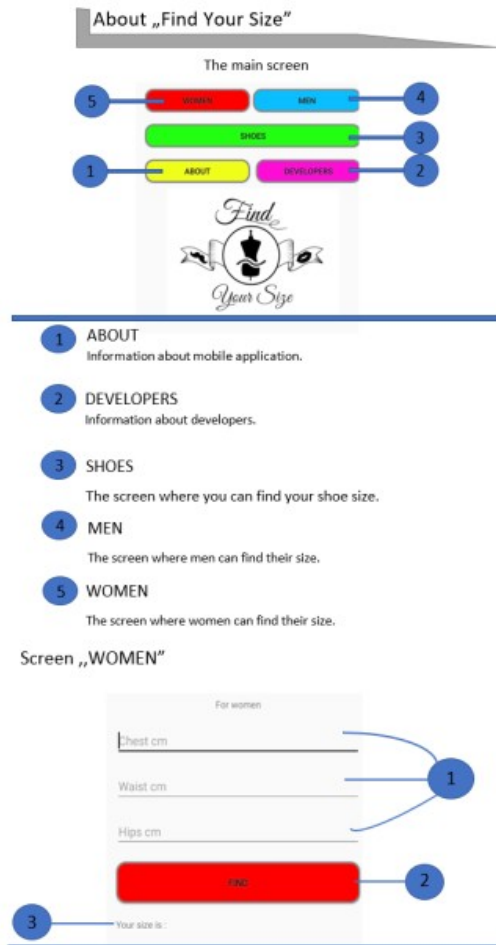 About „Find Your Size”
The main screen
5 WOMEN MEN 4
SHOES 3
1 ABOUT DEVELOPERS 2
Find
Your Size
1 ABOUT
Information about mobile application.
2 DEVELOPERS
Information about developers.
3 SHOES
The screen where you can find your shoe size.
4 MEN
The screen where men can find their size.
5 WOMEN
The screen where women can find their size.
Screen „WOMEN”
For women
Chest cm
1
Waist cm
Hips cm
FIND 2
3 Your size is :